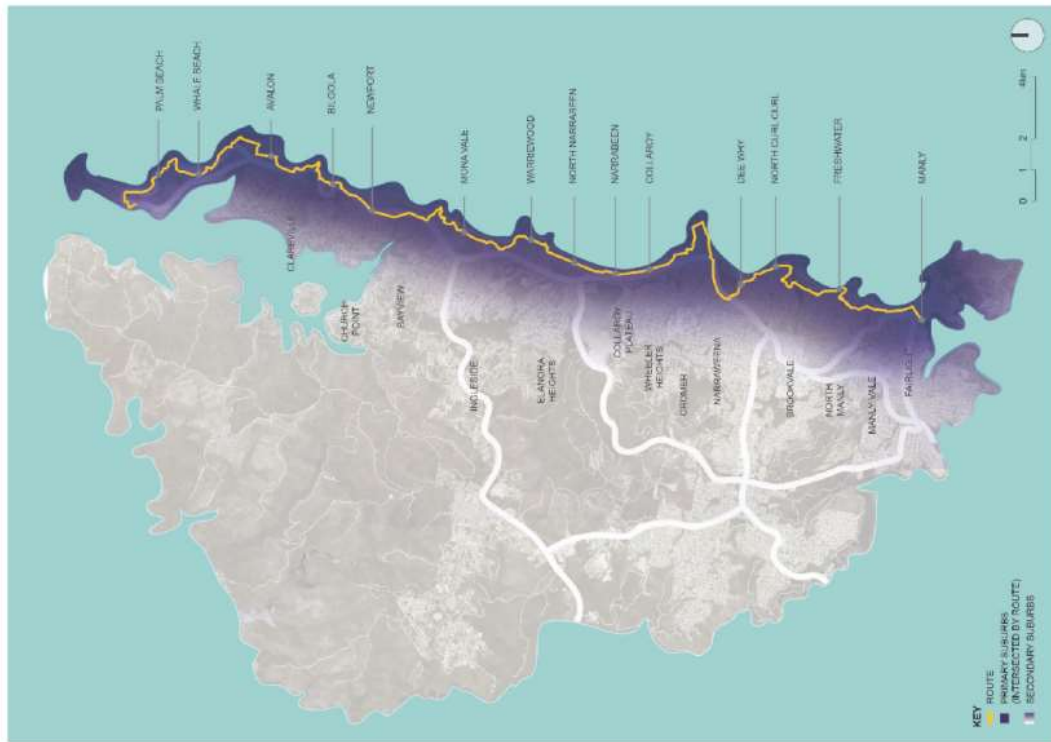 PALM BEACH
WHALE BEACH
AVALON
BILGOLA
NEWPORT
MONA VALE
WARRIEWOOD
NORTH NARRABEEN
NARRABEEN
COLLAROY
DEE WHY
NORTH CURL CURL
FRESHWATER
MANLY
CLAREVILLE
CHURCH
POINT
BAYVIEW
INGLESIDE
ELANORA
HEIGHTS
COLLAROY
PLATEAU
WHEELER
HEIGHTS
CROMER
NARRAWEENA
BROOKVALE
NORTH
MANLY
MANLY VALE
FAIRLIGHT
0 1 2 4km
KEY
ROUTE
PRIMARY SUBURBS
(INTERSECTED BY ROUTE)
SECONDARY SUBURBS